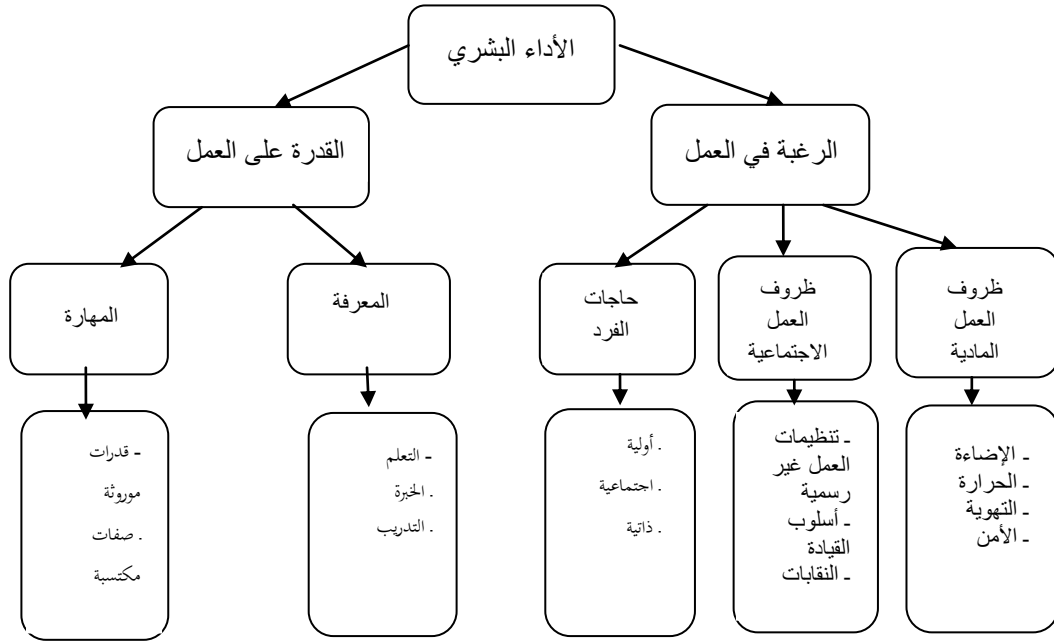 الأداء البشري
الرغبة في العمل
القدرة على العمل
ظروف
العمل
المادية
ظروف
العمل
الاجتماعية
حاجات
الفرد
المعرفة
المهارة
- الإضاءة
- الحرارة
- التهوية
- الأمن
- تنظيمات
العمل غير
رسمية
- أسلوب
القيادة
- النقابات
. أولية
. اجتماعية
. ذاتية
- التعلم
. الخبرة
. التدريب
- قدرات
موروثة
. صفات
مكتسبة